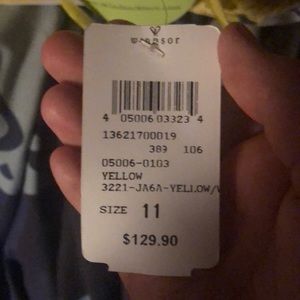 windsor
4 05006 03323 4
13621700019
389 106
05006-0103
YELLOW
3221-JA6A-YELLOW/
SIZE 11
$129.90